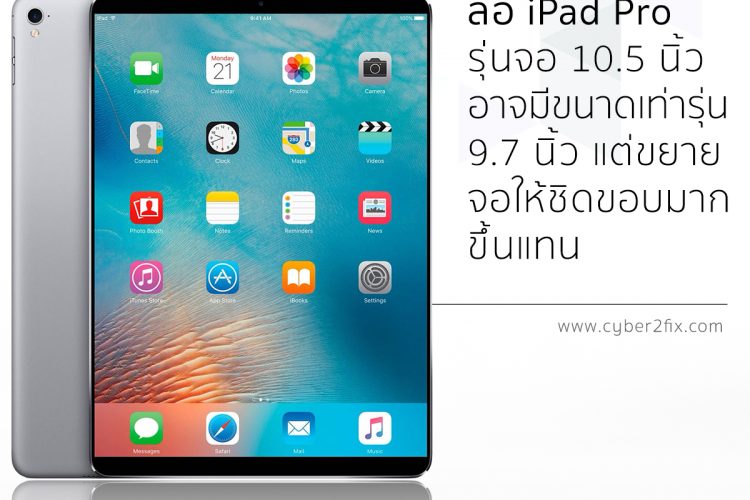 ลือ iPad Pro
รุ่นจอ 10.5 นิ้ว
อาจมีขนาดเท่ารุ่น
9.7 นิ้ว แต่ขยาย
จอให้ชิดขอบมาก
ขึ้นแทน
www.cyber2fix.com
iPad 9:41 AM 100%
Monday
21
FaceTime Calendar Photos Camera
280
Contacts Clock Maps Videos
Photo Booth Notes Reminders News
iTunes Store App Store iBooks Settings
Messages Safari Mail Music